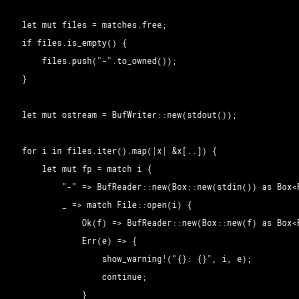 let mut files = matches.free;
if files.is_empty() {
files.push("-".to_owned());
}
let mut ostream = BufWriter::new(stdout());
for i in files.iter().map(|x| &x[..]) {
let mut fp = match i {
"-" => BufReader::new(Box::new(stdin()) as Box<
_ => match File::open(i) {
Ok(f) => BufReader::new(Box::new(f) as Box<
Err(e) => {
show_warning!("{}: {}", i, e);
continue;
}